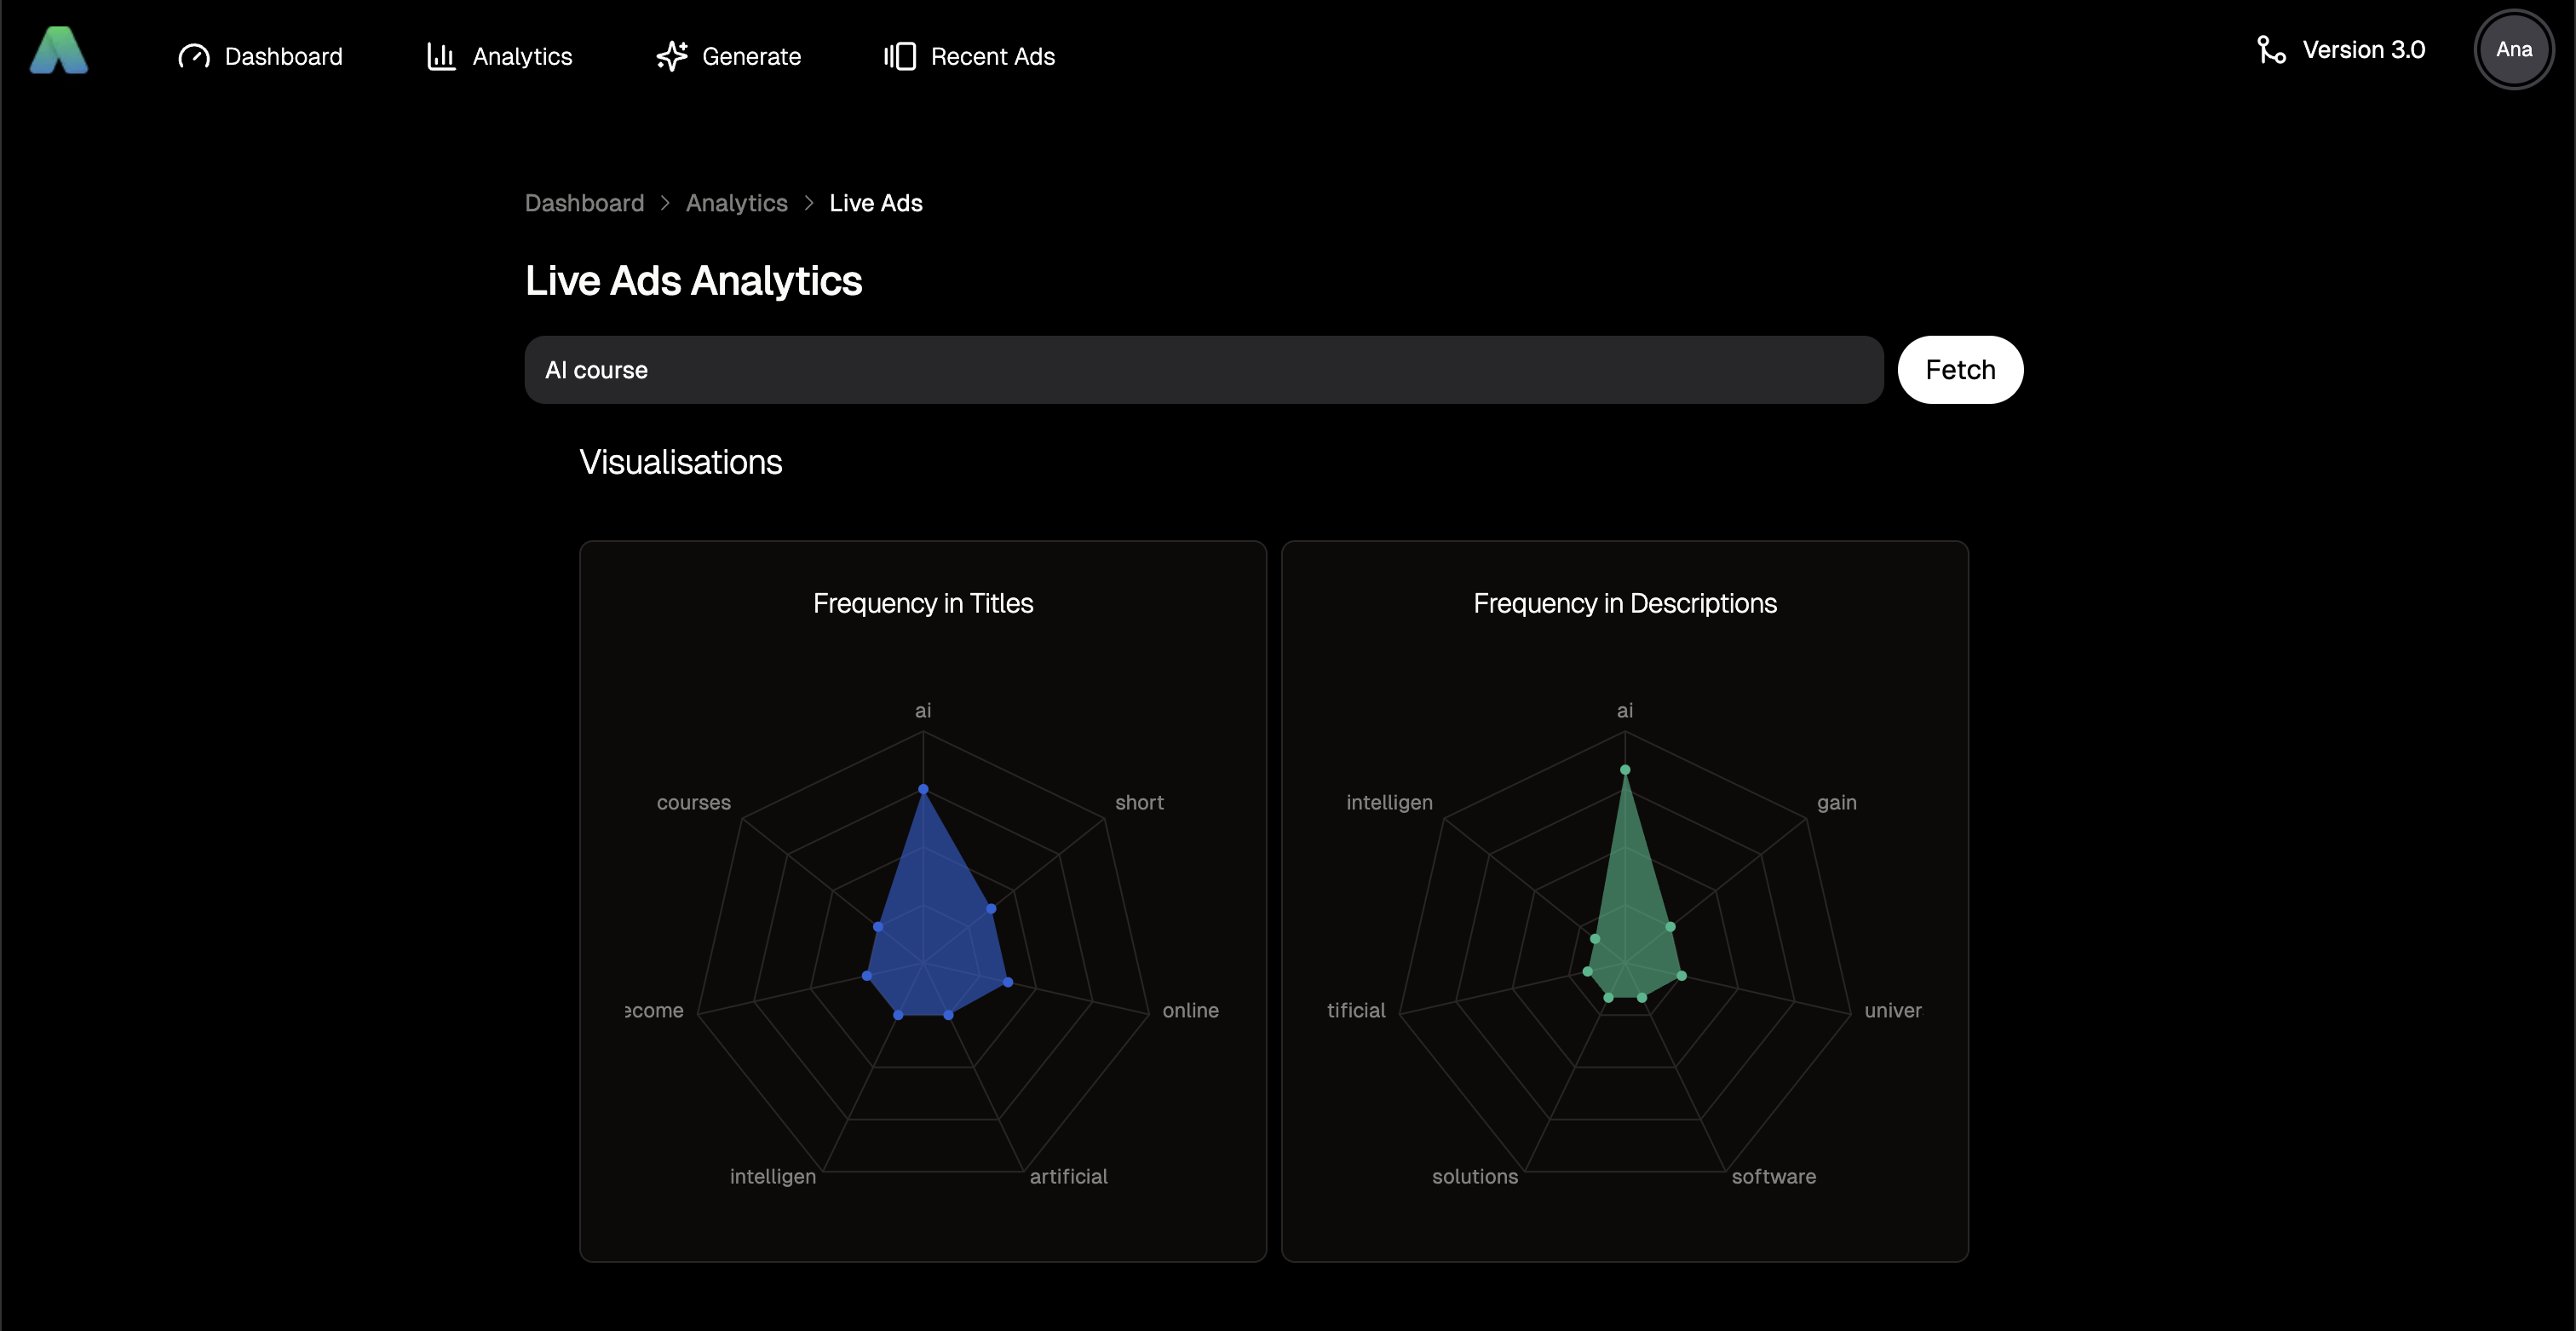 Dashboard
Analytics
Generate
Recent Ads
Version 3.0
Ana
Dashboard > Analytics > Live Ads
Live Ads Analytics
AI course
Fetch
Visualisations
Frequency in Titles
ai
courses
short
ecome
online
intelligen
artificial
Frequency in Descriptions
ai
intelligen
gain
tificial
univer
solutions
software